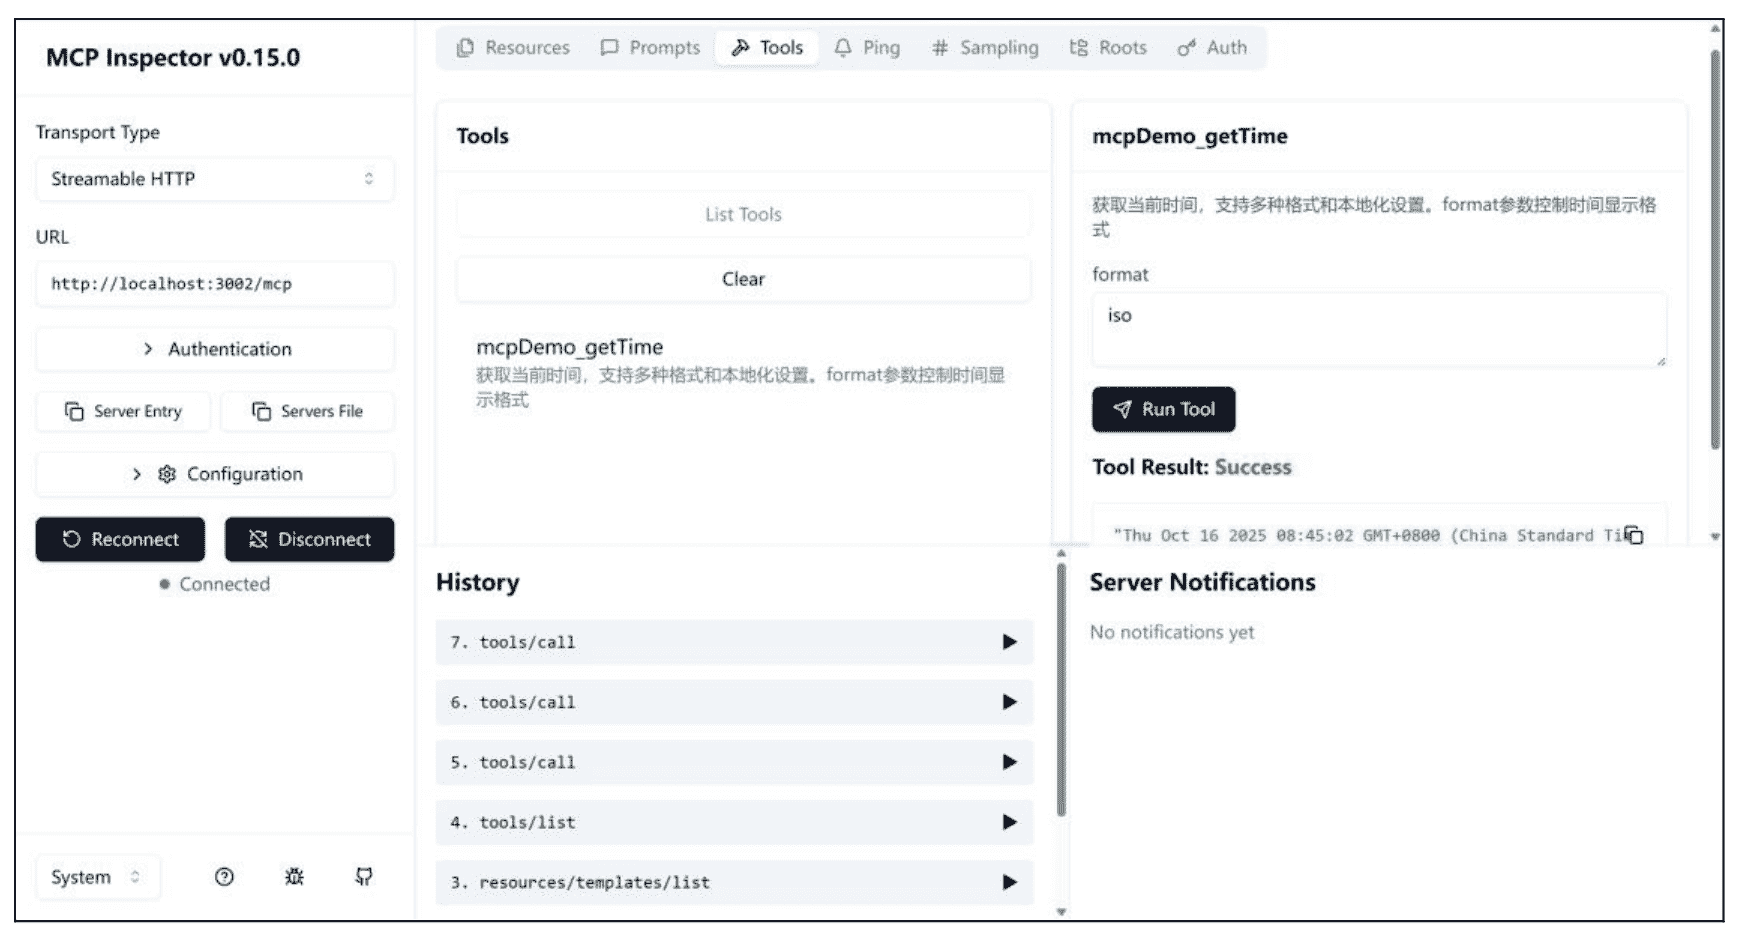 MCP Inspector v0.15.0
Transport Type
Streamable HTTP
URL
http://localhost:3002/mcp
Authentication
Server Entry
Servers File
Configuration
Reconnect
Disconnect
Connected
System
Resources
Prompts
Tools
Ping
Sampling
Roots
Auth
Tools
List Tools
Clear
mcpDemo_getTime
获取当前时间，支持多种格式和本地化设置。format参数控制时间显
示格式
mcpDemo_getTime
获取当前时间，支持多种格式和本地化设置。format参数控制时间显示格
式
format
iso
Run Tool
Tool Result: Success
"Thu Oct 16 2025 08:45:02 GMT+0800 (China Standard
History
7. tools/call
6. tools/call
5. tools/call
4. tools/list
3. resources/templates/list
Server Notifications
No notifications yet